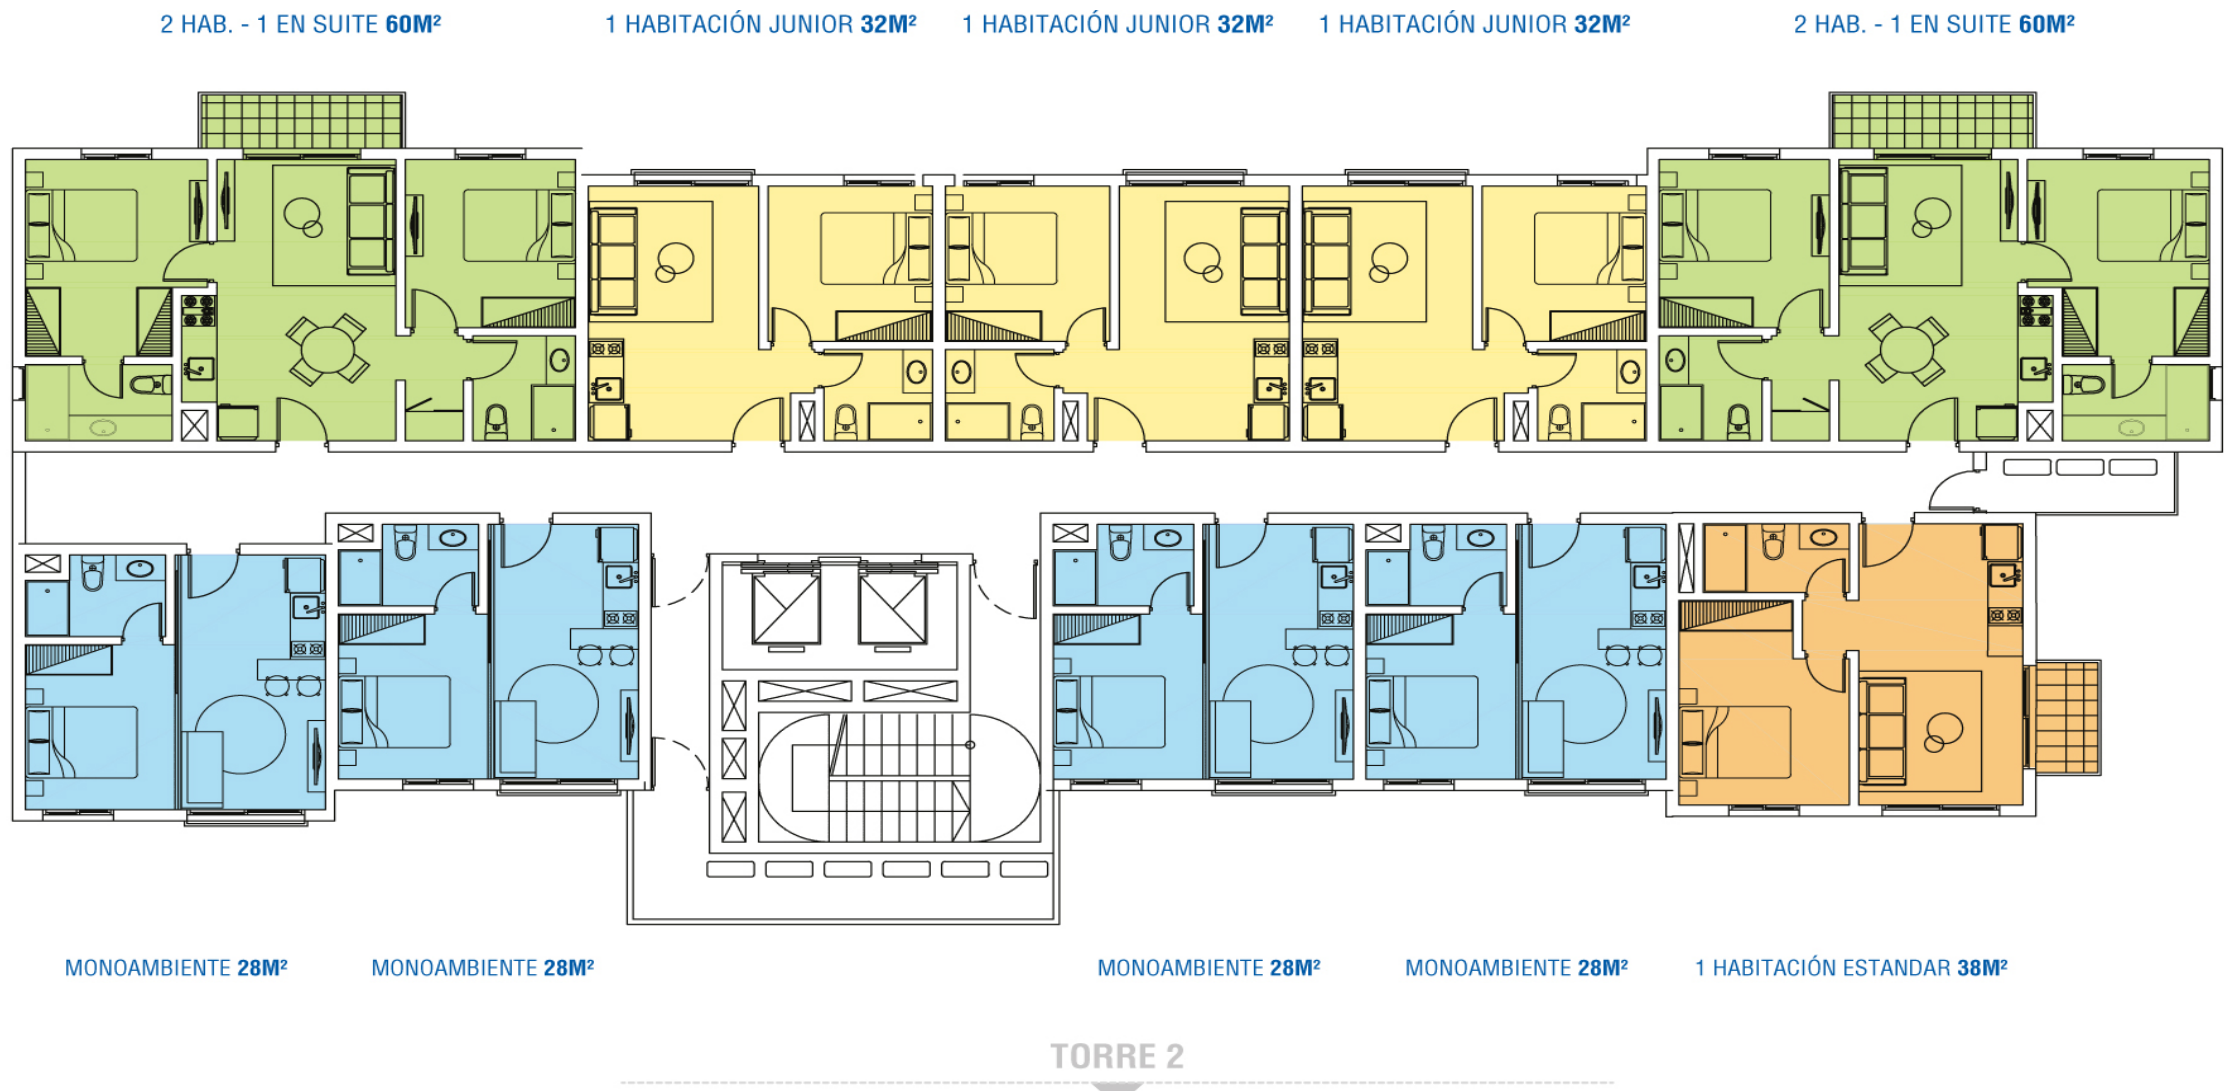 2 HAB. - 1 EN SUITE 60M²
1 HABITACIÓN JUNIOR 32M²
1 HABITACIÓN JUNIOR 32M²
1 HABITACIÓN JUNIOR 32M²
2 HAB. - 1 EN SUITE 60M²
MONOAMBIENTE 28M²
MONOAMBIENTE 28M²
MONOAMBIENTE 28M²
MONOAMBIENTE 28M²
1 HABITACIÓN ESTANDAR 38M²
TORRE 2